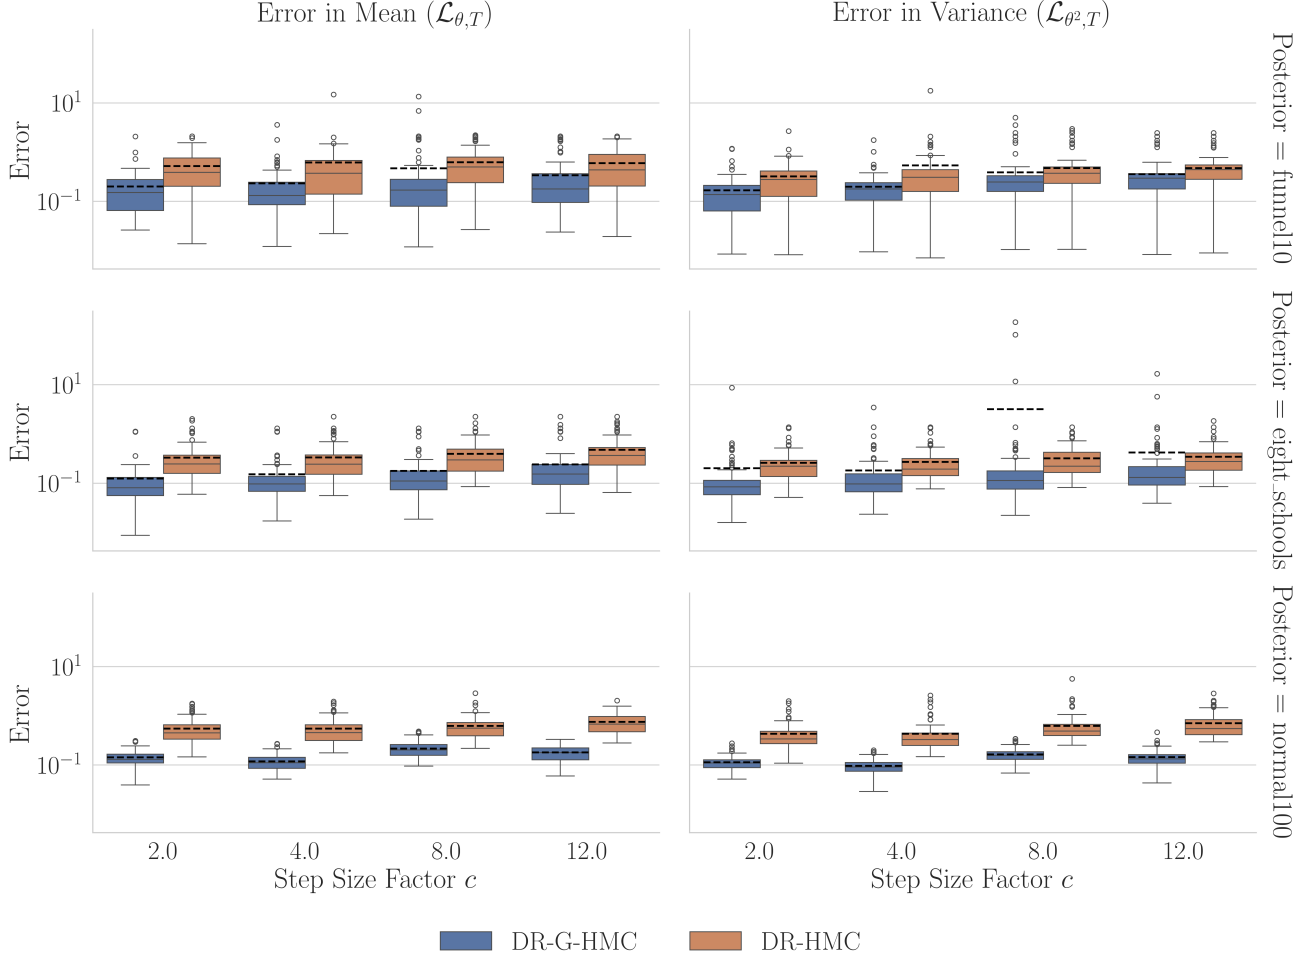 Error in Mean (𝓛θ,T)
Error in Variance (𝓛θ²,T)
Error
10¹
10⁻¹
Posterior = funnel10
Error
10¹
10⁻¹
Posterior = eight schools
Error
10¹
10⁻¹
Posterior = normal100
2.0 4.0 8.0 12.0
2.0 4.0 8.0 12.0
Step Size Factor c
Step Size Factor c
DR-G-HMC
DR-HMC